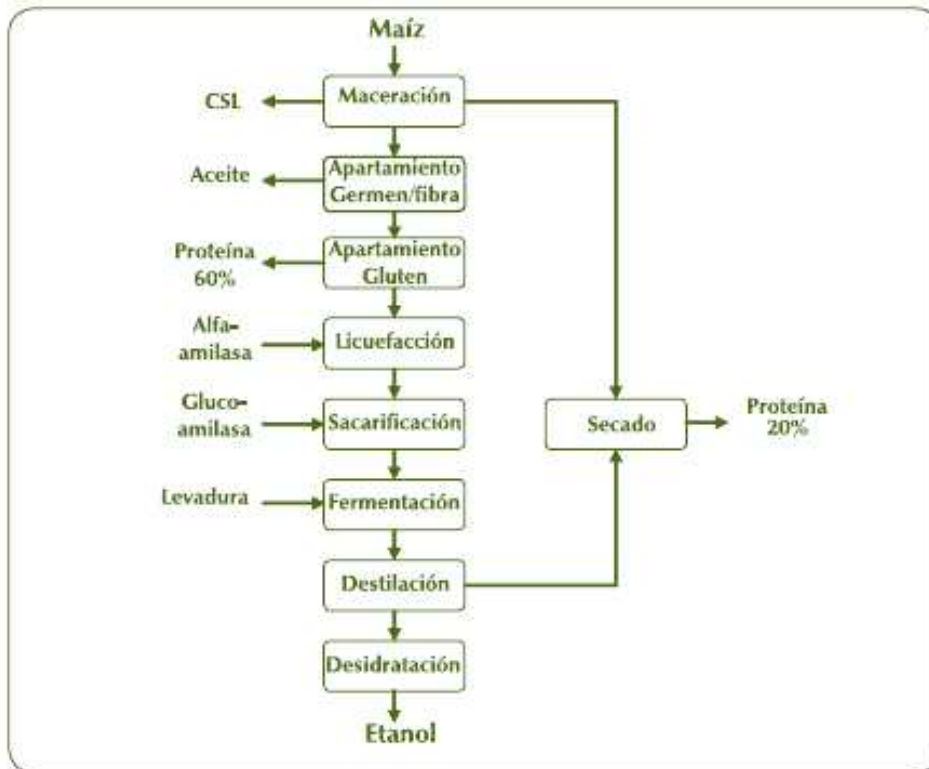 Maíz
CSL
Maceración
Aceite
Apartamiento
Germen/fibra
Proteína
60%
Apartamiento
Gluten
Alfa-
amilasa
Licuefacción
Gluco-
amilasa
Sacarificación
Secado
Proteína
20%
Levadura
Fermentación
Destilación
Desidratación
Etanol